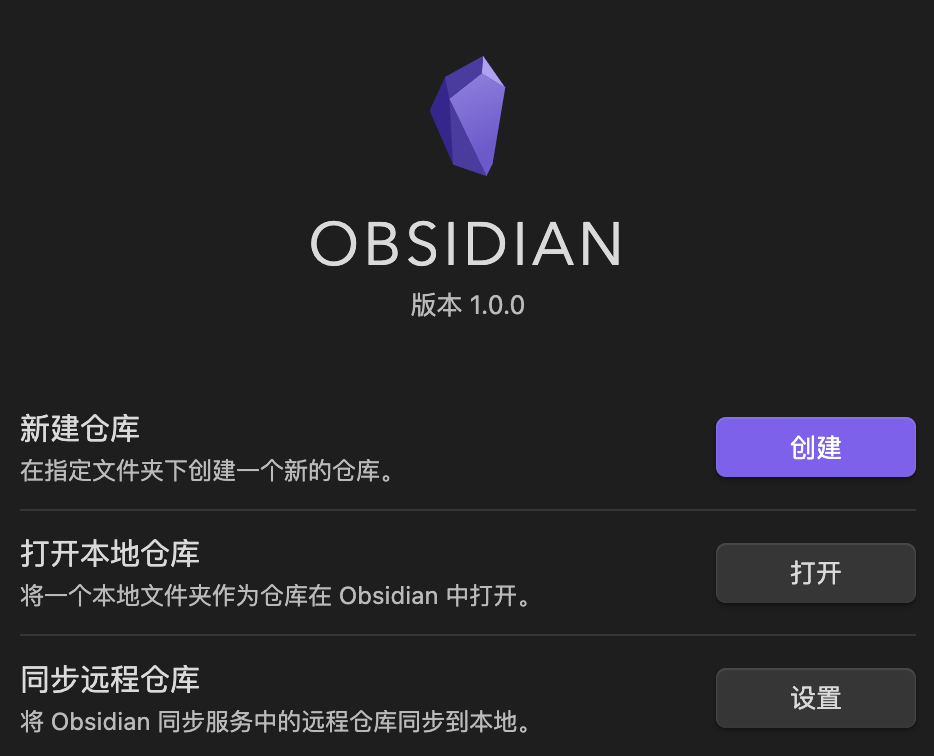 OBSIDIAN
版本 1.0.0
新建仓库
在指定文件夹下创建一个新的仓库。
创建
打开本地仓库
将一个本地文件夹作为仓库在 Obsidian 中打开。
打开
同步远程仓库
将 Obsidian 同步服务中的远程仓库同步到本地。
设置